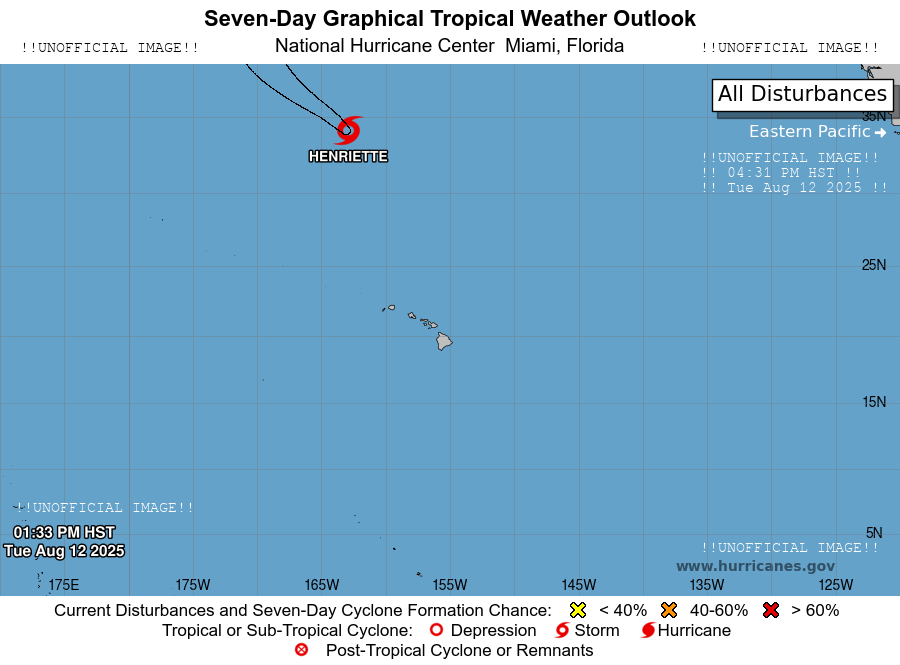 Seven-Day Graphical Tropical Weather Outlook
!!UNOFFICIAL IMAGE!!
National Hurricane Center Miami, Florida
!!UNOFFICIAL IMAGE!!
All Disturbances
35N
HENRIETTE
Eastern Pacific
!!UNOFFICIAL IMAGE!!
!! 04:31 PM HST !!
!! Tue Aug 12 2025 !!
25N
15N
!!UNOFFICIAL IMAGE!!
01:33 PM HST
Tue Aug 12 2025
5N
!!UNOFFICIAL IMAGE!!
www.hurricanes.gov
175E 175W 165W 155W 145W 135W 125W
Current Disturbances and Seven-Day Cyclone Formation Chance: < 40% 40-60% > 60%
Tropical or Sub-Tropical Cyclone: Depression Storm Hurricane
Post-Tropical Cyclone or Remnants